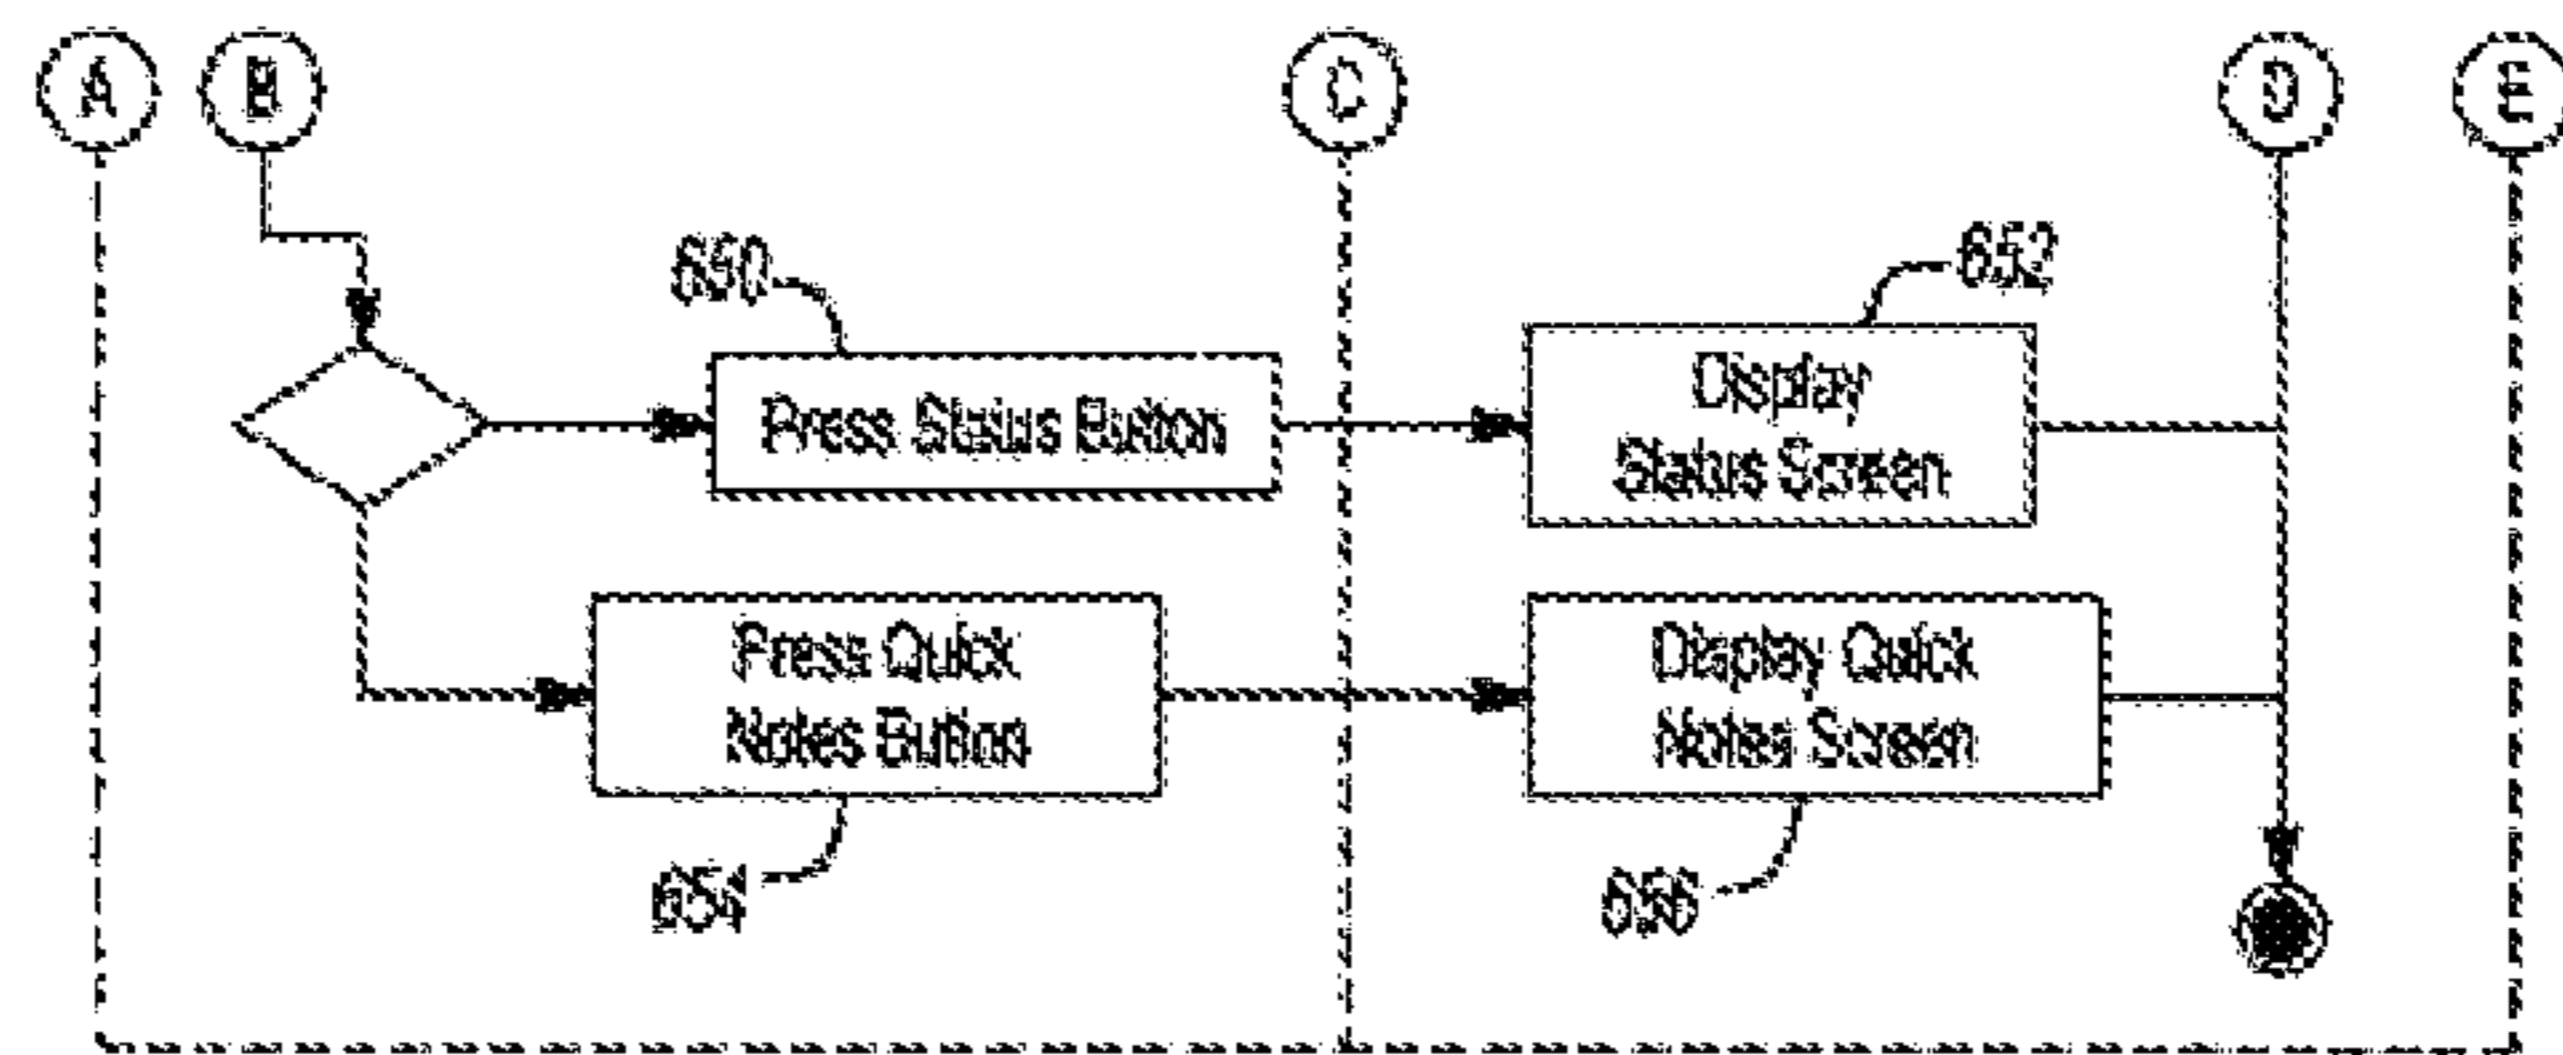 A B C D E
650
652
Press Status Button
Display
Status Screen
Press Quick
Notes Button
Display Quick
Notes Screen
654
656